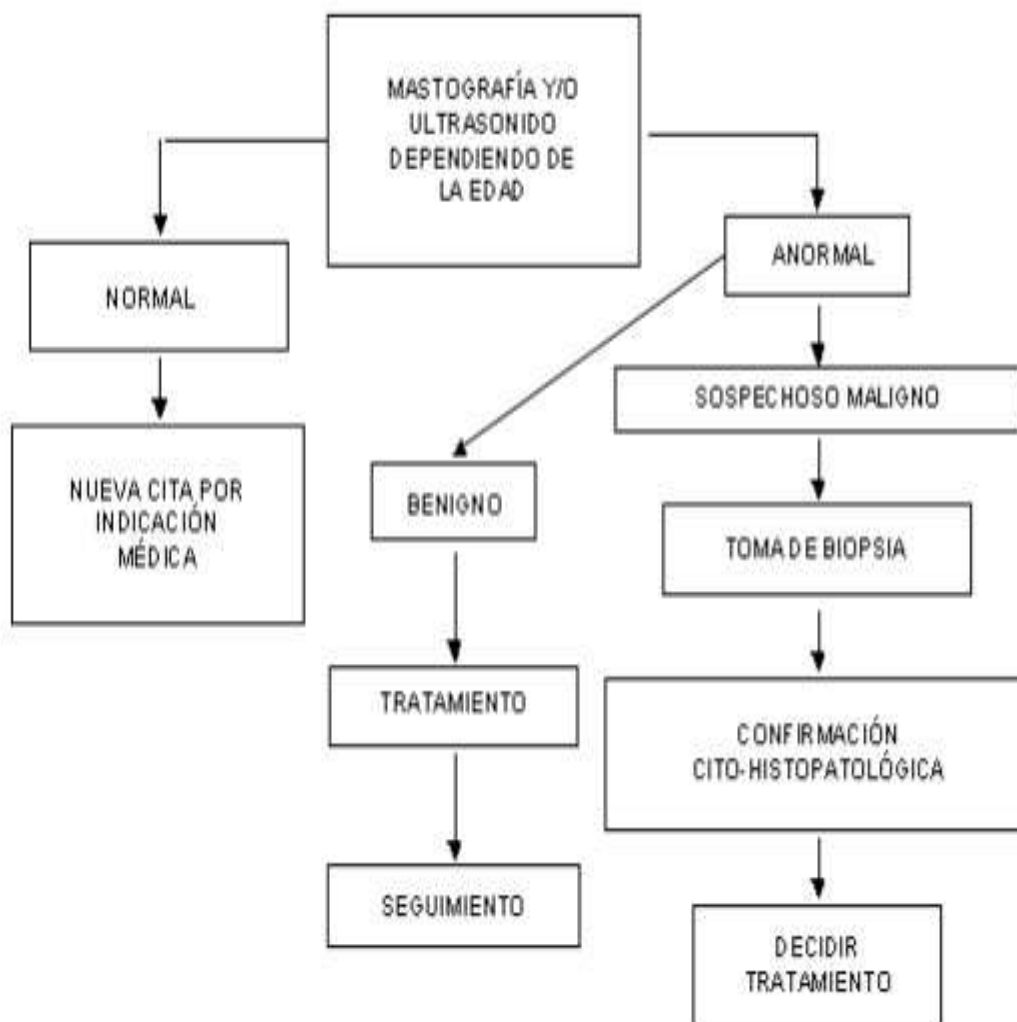 MASTOGRAFÍA Y/O
ULTRASONIDO
DEPENDIENDO DE
LA EDAD
NORMAL
ANORMAL
NUEVA CITA POR
INDICACIÓN
MÉDICA
BENIGNO
SOSPECHOSO MALIGNO
TOMA DE BIOPSIA
TRATAMIENTO
CONFIRMACIÓN
CITO-HISTOPATOLÓGICA
SEGUIMIENTO
DECIDIR
TRATAMIENTO